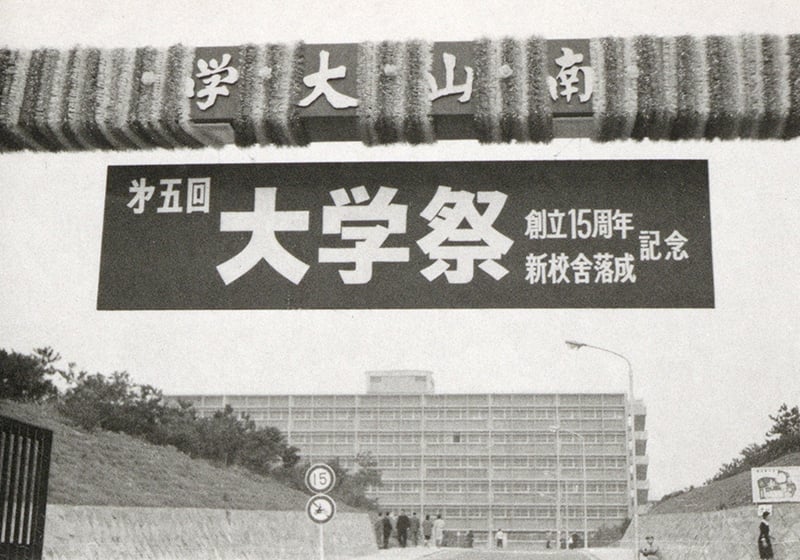 学大山南
㐧五回
大学祭
創立15周年
新校舎落成
記念
15